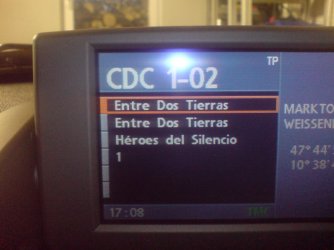 TP
CDC 1-02
Entre Dos Tierras
Entre Dos Tierras
Héroes del Silencio
1
MARKTO
WEISSEN
47° 44'
10° 38'
17:08
TMC